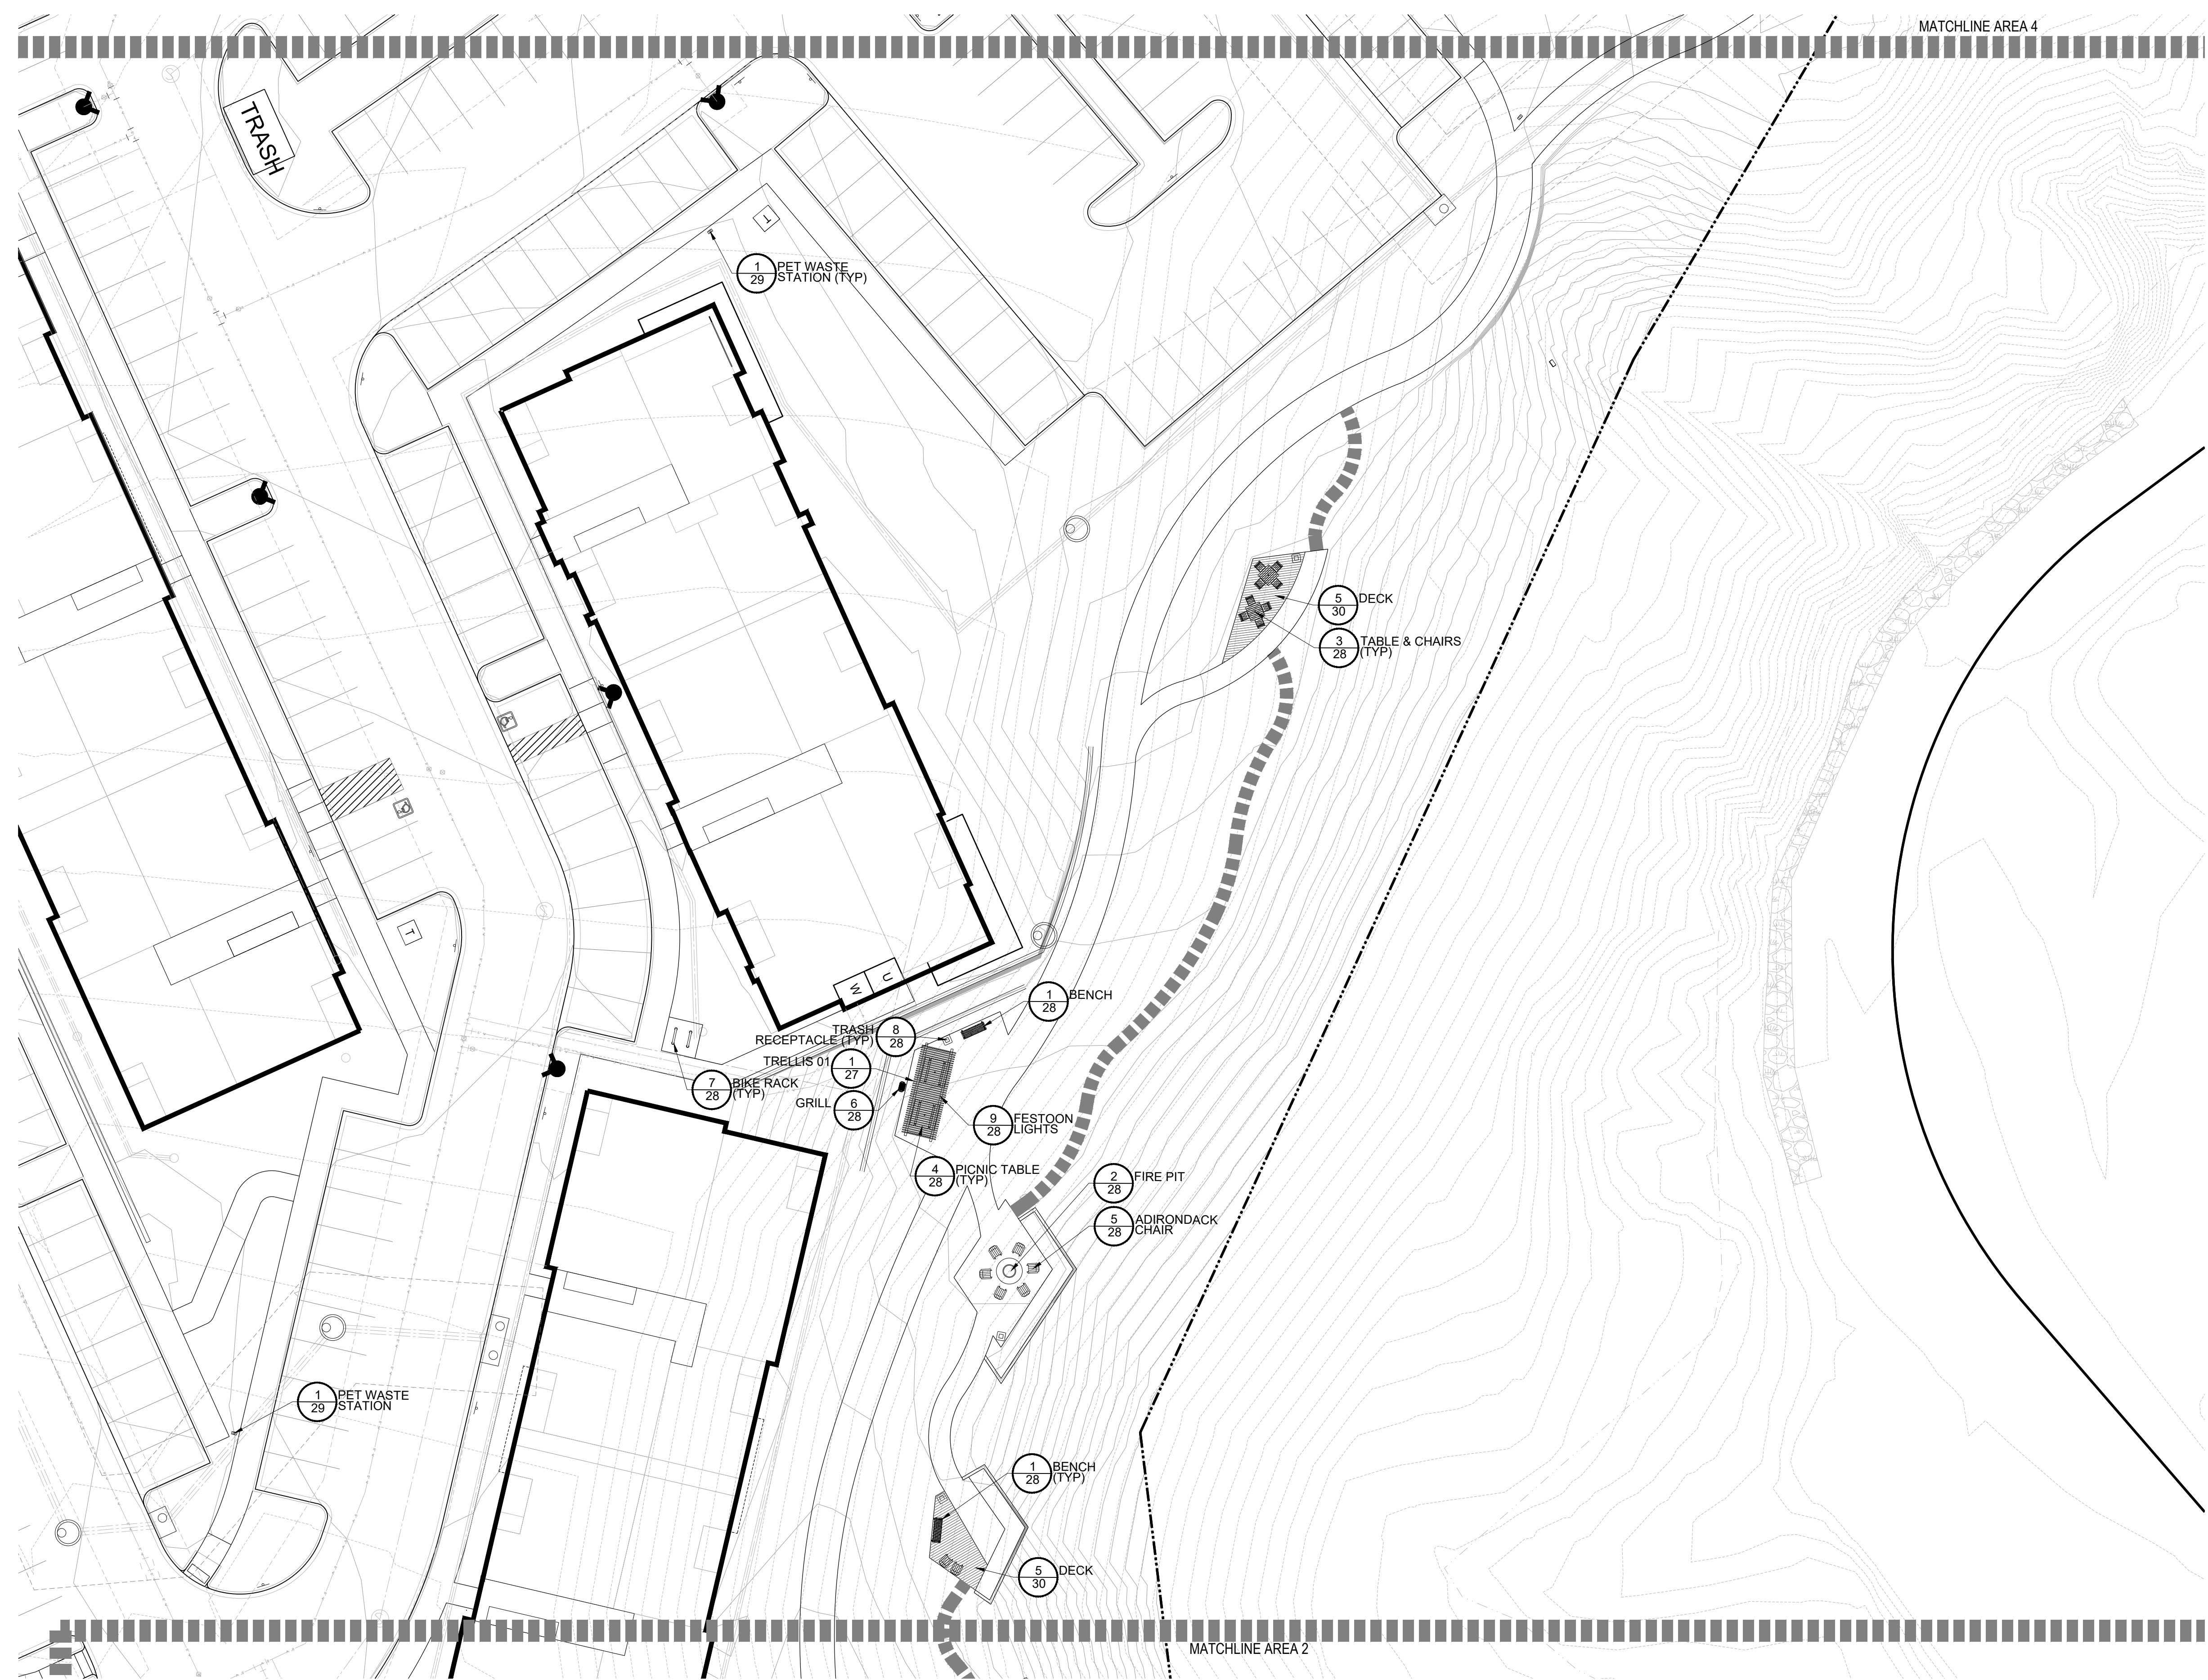 MATCHLINE AREA 4
TRASH
T
1
29
PET WASTE
STATION (TYP)
5
30
DECK
3
28
TABLE & CHAIRS
(TYP)
T
W
U
1
28
BENCH
TRASH
RECEPTACLE (TYP)
8
28
TRELLIS 01
1
27
7
28
BIKE RACK
(TYP)
GRILL
6
28
9
28
FESTOON
LIGHTS
4
28
PICNIC TABLE
(TYP)
2
28
FIRE PIT
5
28
ADIRONDACK
CHAIR
1
29
PET WASTE
STATION
1
28
BENCH
(TYP)
5
30
DECK
MATCHLINE AREA 2